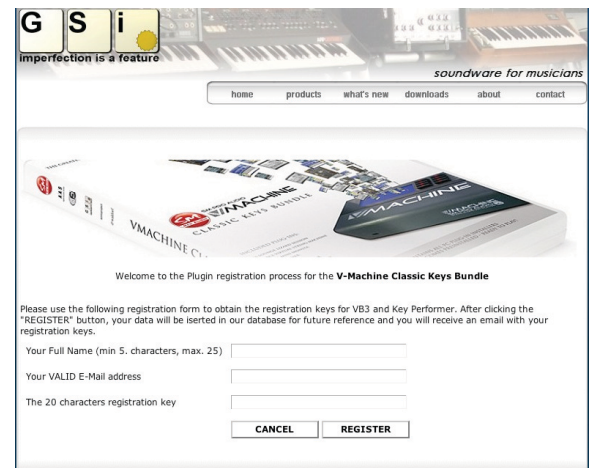 G S i
imperfection is a feature
soundware for musicians
home products what's new downloads about contact
VMACHINE
CLASSIC KEYS BUNDLE
VMACHINE
VMACHINE
Welcome to the Plugin registration process for the V-Machine Classic Keys Bundle
Please use the following registration form to obtain the registration keys for VB3 and Key Performer. After clicking the
"REGISTER" button, your data will be iserted in our database for future reference and you will receive an email with your
registration keys.
Your Full Name (min 5. characters, max. 25)
Your VALID E-Mail address
The 20 characters registration key
CANCEL REGISTER